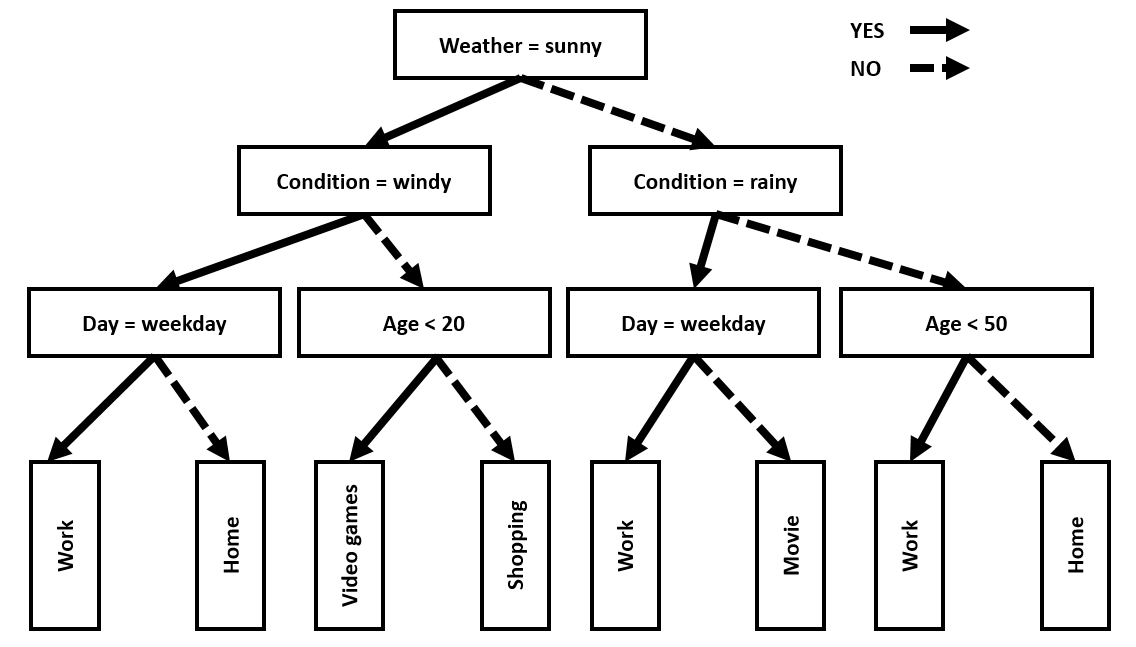 Weather = sunny
YES
NO
Condition = windy
Condition = rainy
Day = weekday
Age < 20
Day = weekday
Age < 50
Work
Home
Video games
Shopping
Work
Movie
Work
Home